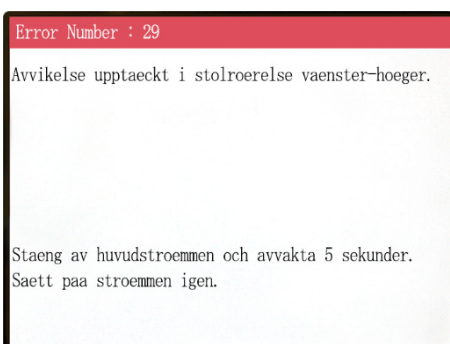 Error Number : 29
Avvikelse upptaeckt i stolroerelse vaenster-hoeger.
Staeng av huvudstroemmen och avvakta 5 sekunder.
Saett paa stroemmen igen.